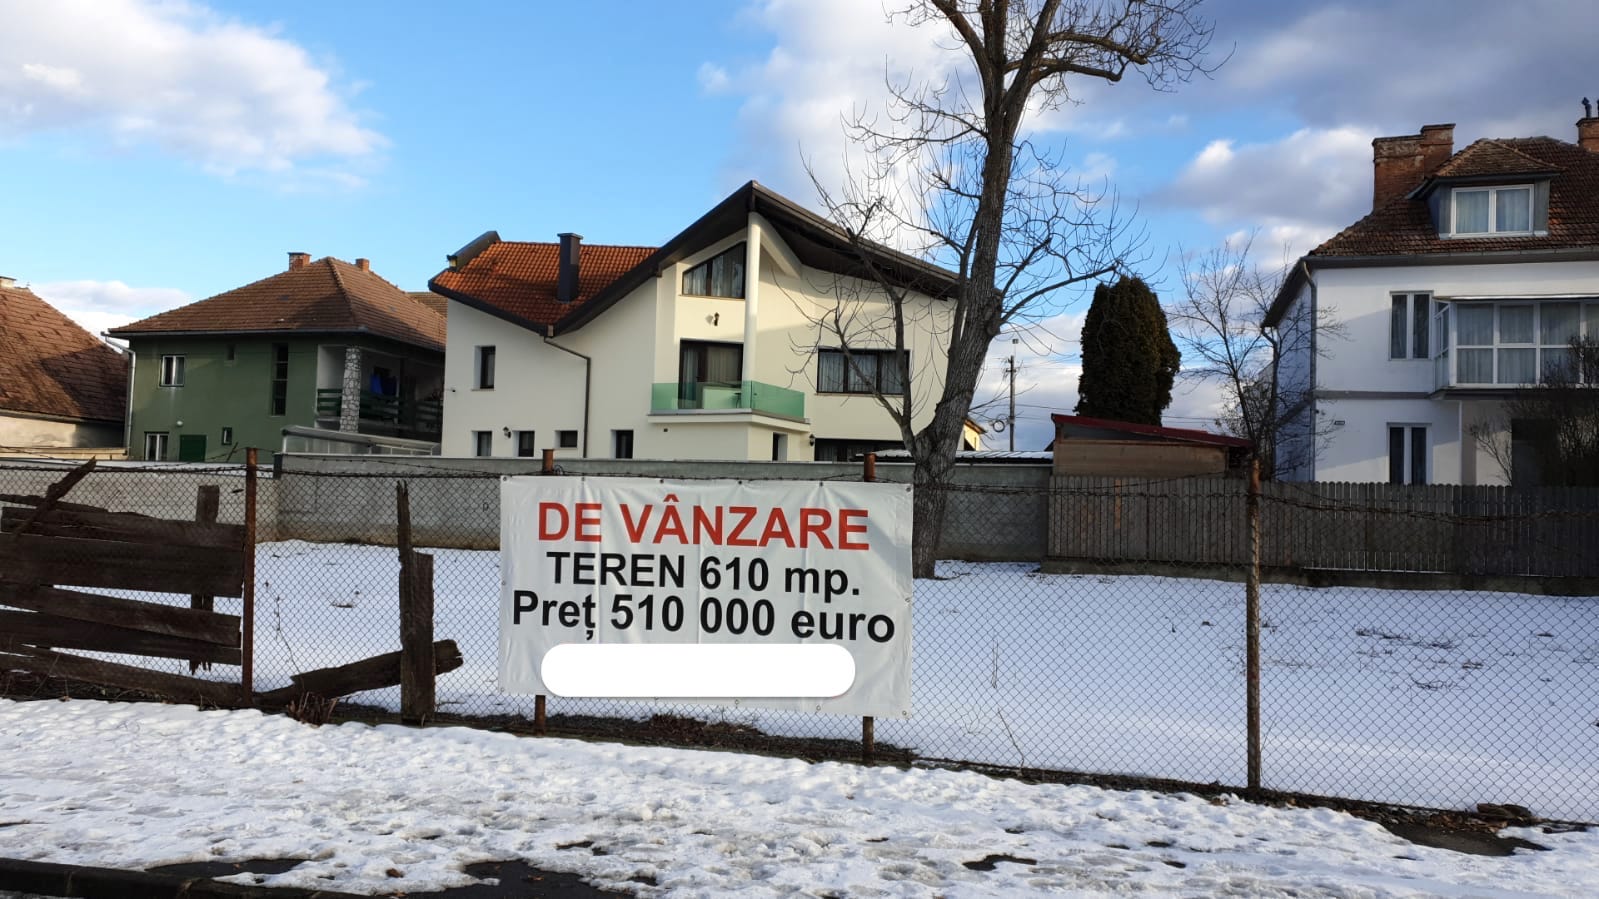 DE VÂNZARE
TEREN 610 mp.
Preț 510 000 euro